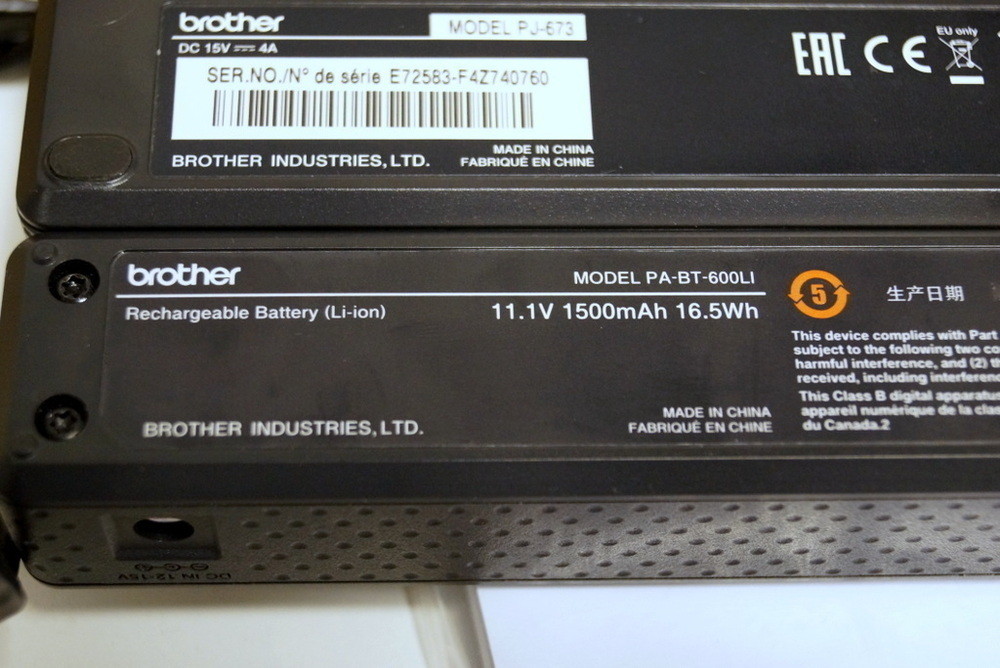 brother
MODEL PJ-673
DC 15V ⎓ 4A
SER.NO./N° de série E72583-F4Z740760
BROTHER INDUSTRIES, LTD.
MADE IN CHINA
FABRIQUÉ EN CHINE
EAC CE
EU only
brother
MODEL PA-BT-600LI
Rechargeable Battery (Li-ion)
11.1V 1500mAh 16.5Wh
BROTHER INDUSTRIES, LTD.
MADE IN CHINA
FABRIQUÉ EN CHINE
5
生产日期
This device complies with Part
subject to the following two
harmful interference, and (2)
received, including
This Class B digital
appareil numérique de la
du Canada.2
DC IN 12-15V